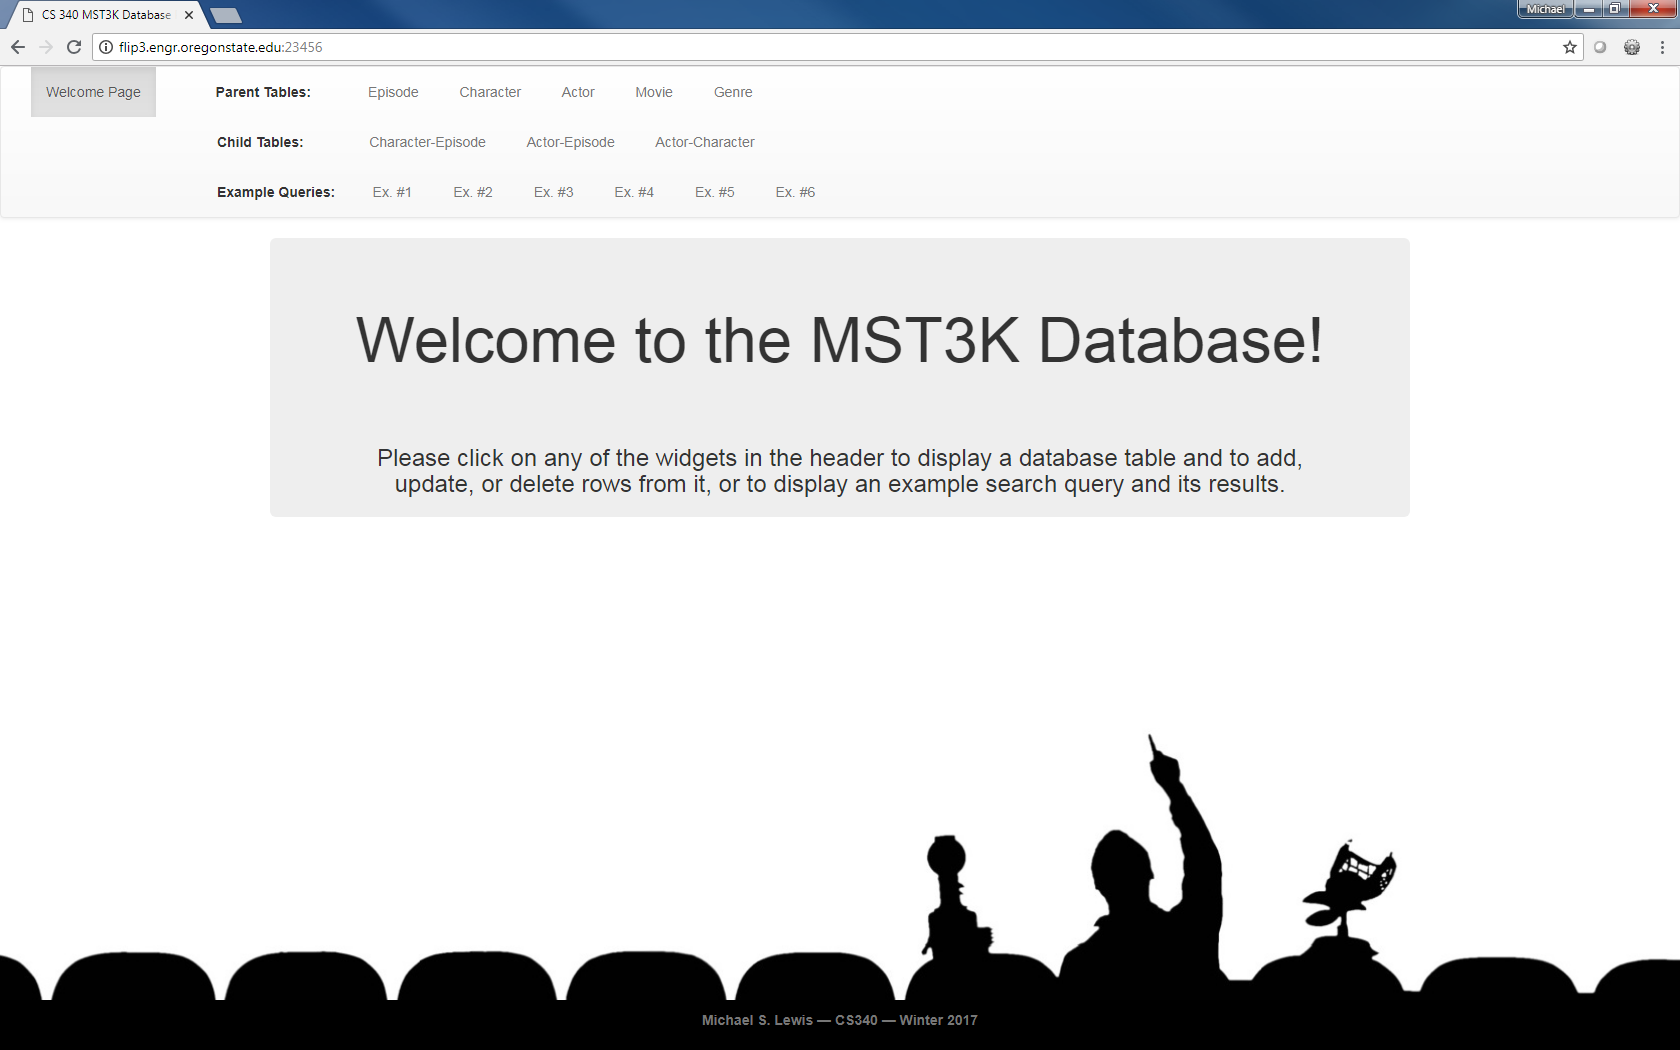 CS 340 MST3K Database
Michael
flip3.engr.oregonstate.edu:23456
Welcome Page
Parent Tables: Episode Character Actor Movie Genre
Child Tables: Character-Episode Actor-Episode Actor-Character
Example Queries: Ex. #1 Ex. #2 Ex. #3 Ex. #4 Ex. #5 Ex. #6
Welcome to the MST3K Database!
Please click on any of the widgets in the header to display a database table and to add,
update, or delete rows from it, or to display an example search query and its results.
Michael S. Lewis — CS340 — Winter 2017